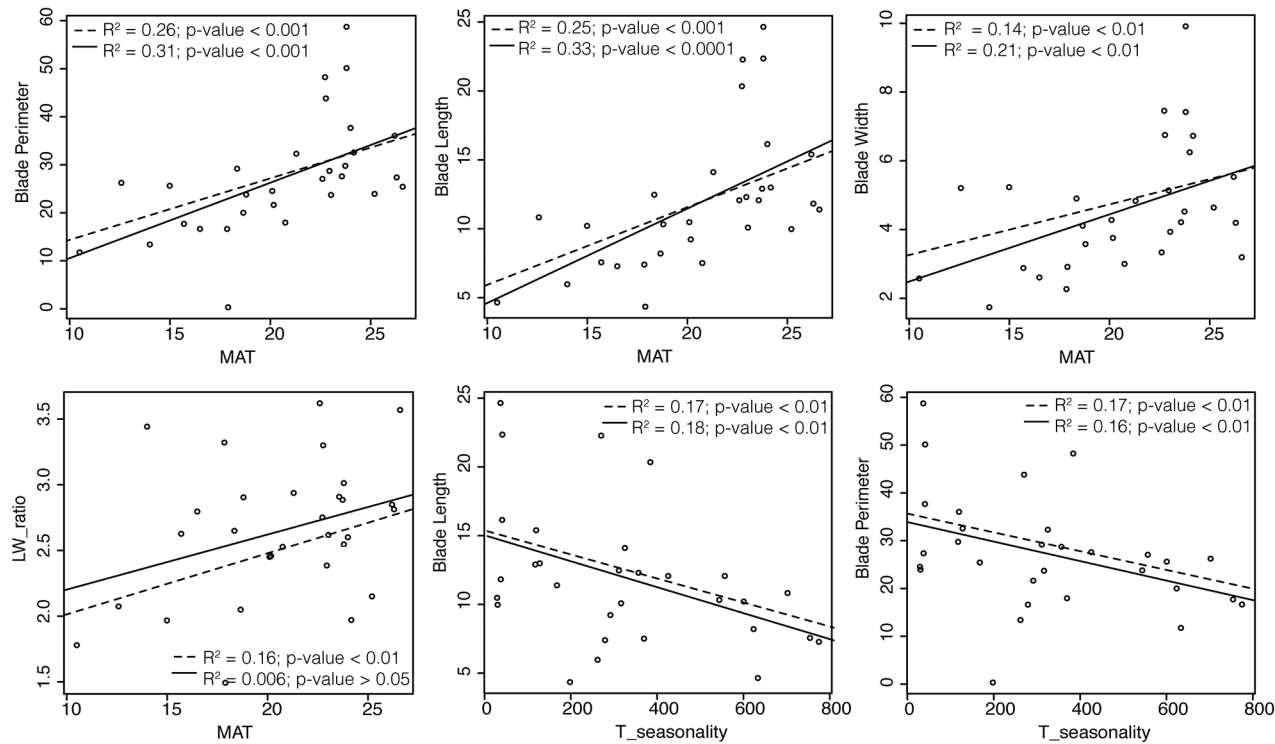 R² = 0.26; p-value < 0.001
R² = 0.31; p-value < 0.001
Blade Perimeter
60
50
40
30
20
10
0
10 15 20 25
MAT
R² = 0.25; p-value < 0.001
R² = 0.33; p-value < 0.0001
Blade Length
25
20
15
10
5
10 15 20 25
MAT
R² = 0.14; p-value < 0.01
R² = 0.21; p-value < 0.01
Blade Width
10
8
6
4
2
10 15 20 25
MAT
LW_ratio
3.5
3.0
2.5
2.0
1.5
R² = 0.16; p-value < 0.01
R² = 0.006; p-value > 0.05
10 15 20 25
MAT
R² = 0.17; p-value < 0.01
R² = 0.18; p-value < 0.01
Blade Length
25
20
15
10
5
0 200 400 600 800
T_seasonality
R² = 0.17; p-value < 0.01
R² = 0.16; p-value < 0.01
Blade Perimeter
60
50
40
30
20
10
0
0 200 400 600 800
T_seasonality